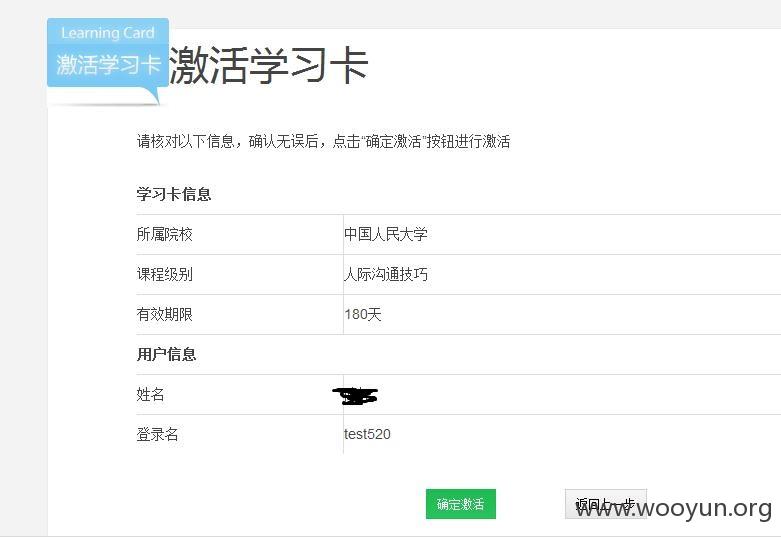 Learning Card
激活学习卡
激活学习卡
请核对以下信息，确认无误后，点击“确定激活”按钮进行激活
学习卡信息
所属院校 中国人民大学
课程级别 人际沟通技巧
有效期限 180天
用户信息
姓名
登录名 test520
确定激活 返回上一步
www.wooyun.org